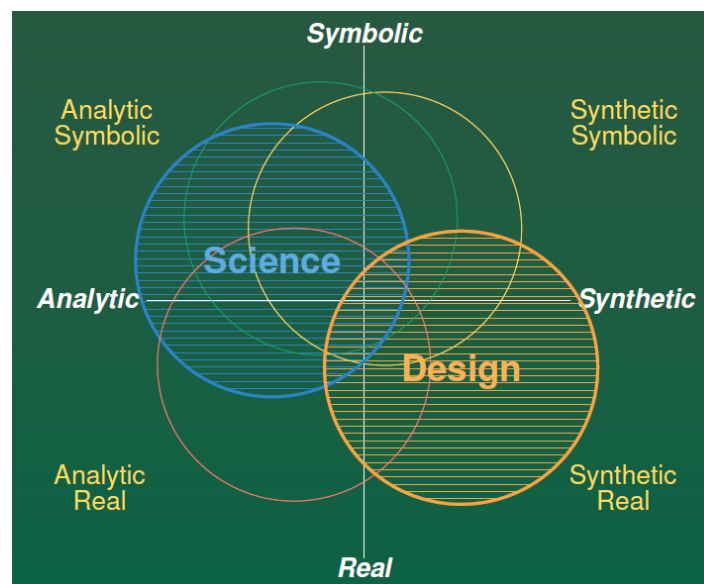 Symbolic
Analytic
Symbolic
Synthetic
Symbolic
Science
Analytic
Synthetic
Design
Analytic
Real
Synthetic
Real
Real